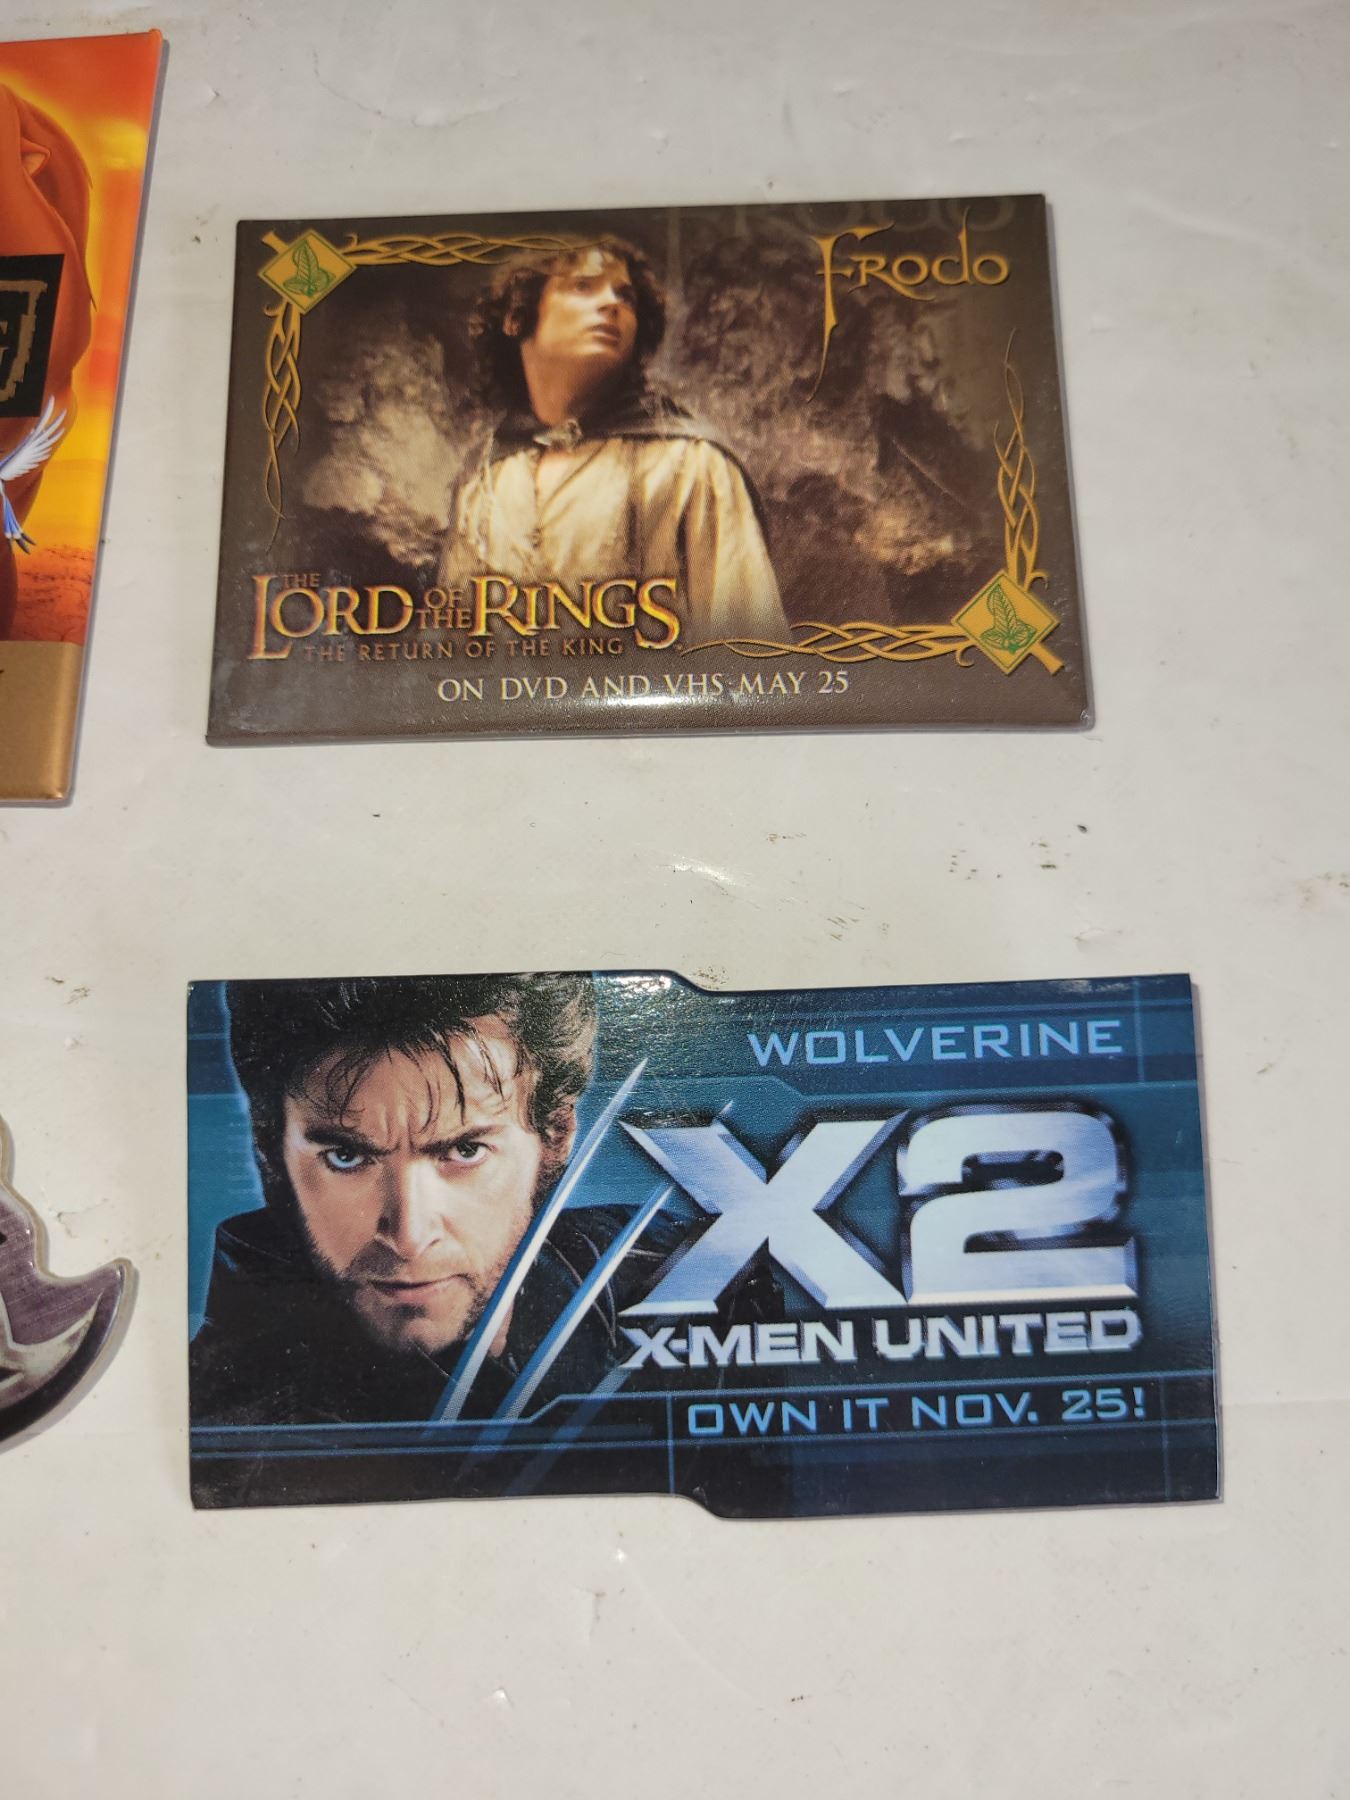 Frodo
THE
LORD OF THE RINGS
THE RETURN OF THE KING
ON DVD AND VHS MAY 25
WOLVERINE
X2
X-MEN UNITED
OWN IT NOV. 25!